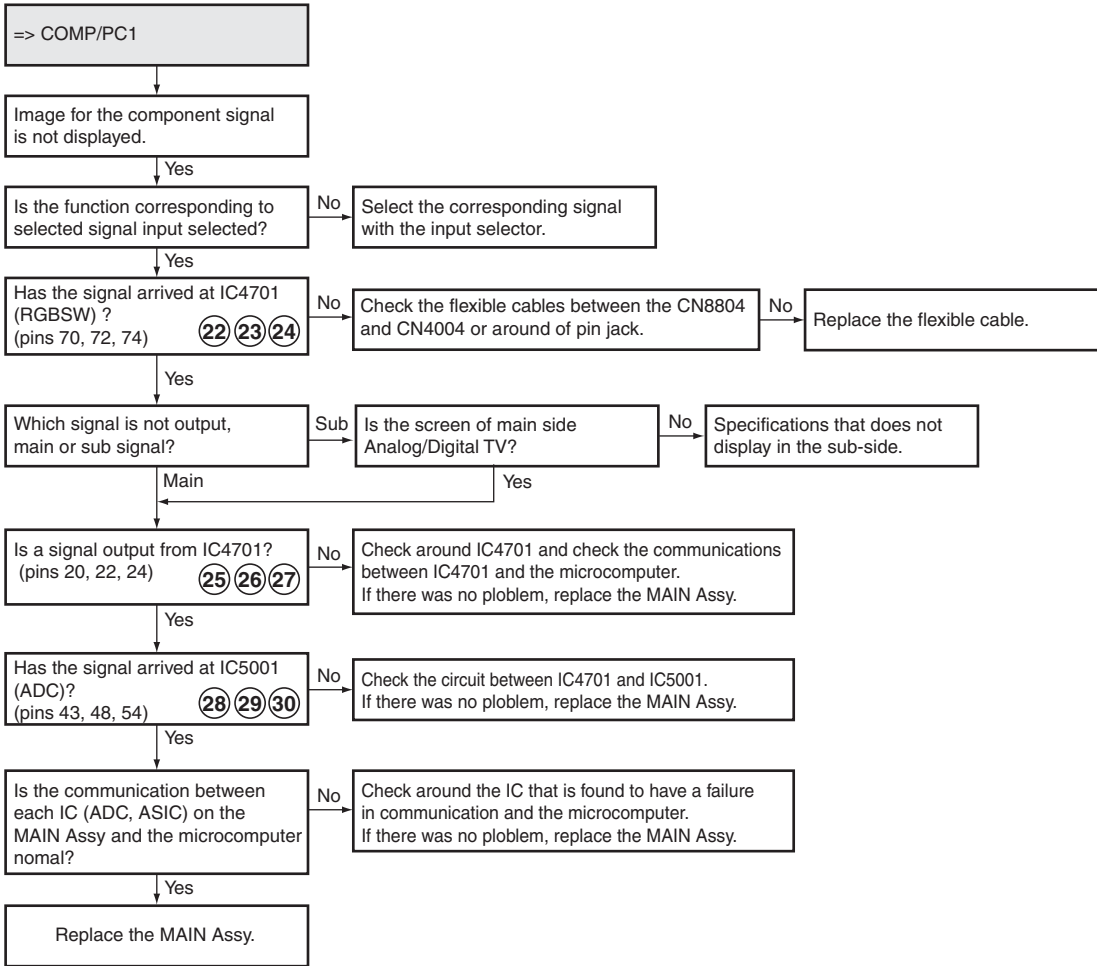 => COMP/PC1
Image for the component signal
is not displayed.
Yes
Is the function corresponding to
selected signal input selected?
No
Select the corresponding signal
with the input selector.
Yes
Has the signal arrived at IC4701
(RGBSW) ?
(pins 70, 72, 74)
22 23 24
No
Check the flexible cables between the CN8804
and CN4004 or around of pin jack.
No
Replace the flexible cable.
Yes
Which signal is not output,
main or sub signal?
Sub
Is the screen of main side
Analog/Digital TV?
No
Specifications that does not
display in the sub-side.
Main
Yes
Is a signal output from IC4701?
(pins 20, 22, 24)
25 26 27
No
Check around IC4701 and check the communications
between IC4701 and the microcomputer.
If there was no ploblem, replace the MAIN Assy.
Yes
Has the signal arrived at IC5001
(ADC)?
(pins 43, 48, 54)
28 29 30
No
Check the circuit between IC4701 and IC5001.
If there was no ploblem, replace the MAIN Assy.
Yes
Is the communication between
each IC (ADC, ASIC) on the
MAIN Assy and the microcomputer
nomal?
No
Check around the IC that is found to have a failure
in communication and the microcomputer.
If there was no ploblem, replace the MAIN Assy.
Yes
Replace the MAIN Assy.